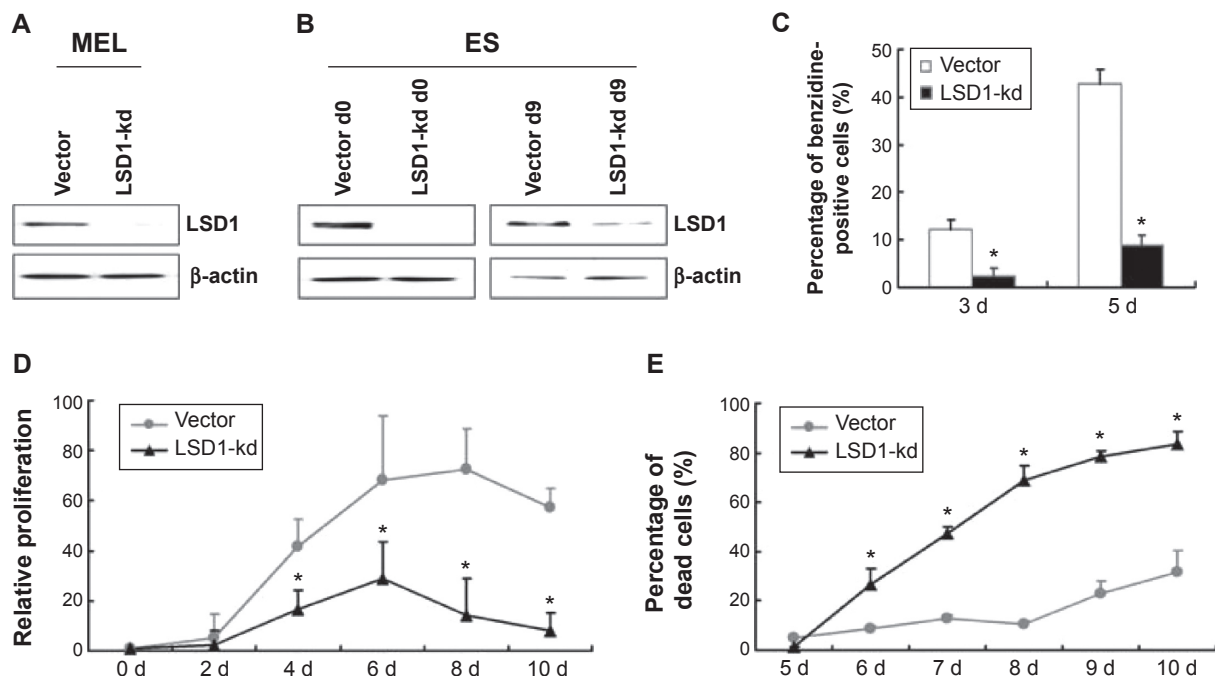 A
MEL
Vector
LSD1-kd
LSD1
β-actin
B
ES
Vector d0
LSD1-kd d0
Vector d9
LSD1-kd d9
LSD1
β-actin
C
Percentage of benzidine-
positive cells (%)
50
40
30
20
10
0
Vector
LSD1-kd
*
*
3 d
5 d
D
Relative proliferation
100
80
60
40
20
0
Vector
LSD1-kd
*
*
*
*
0 d
2 d
4 d
6 d
8 d
10 d
E
Percentage of
dead cells (%)
100
80
60
40
20
0
Vector
LSD1-kd
*
*
*
*
*
5 d
6 d
7 d
8 d
9 d
10 d